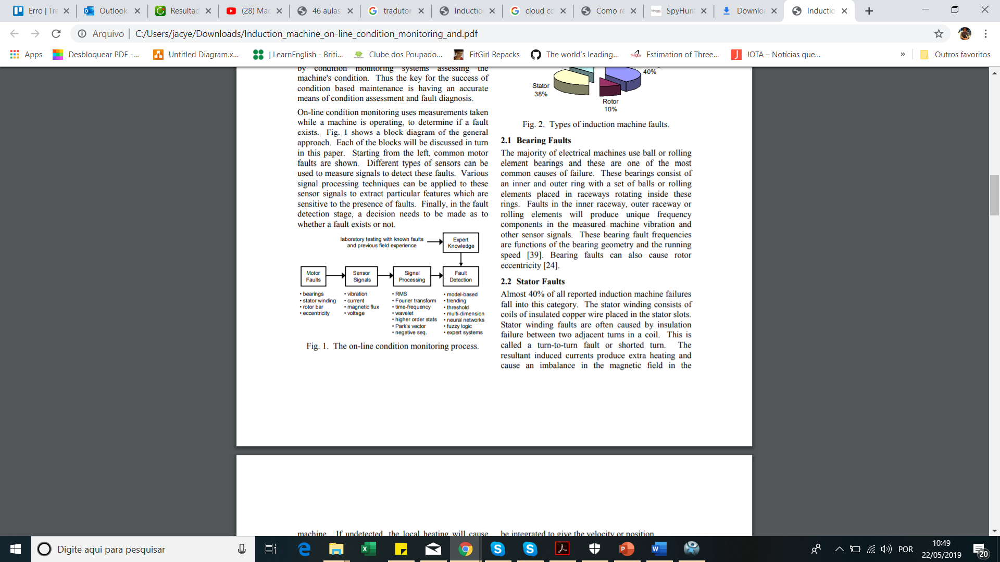 Erro | Tre
Outlook
Resultad
(28) Mac
46 aulas
tradutor
Inductio
cloud co
Como re
SpyHunt
Downloa
Inductio
Arquivo
C:/Users/jacye/Downloads/Induction_machine_on-line_condition_monitoring_and.pdf
Apps
Desbloquear PDF -...
Untitled Diagram.x...
| LearnEnglish - Briti...
Clube dos Poupado...
FitGirl Repacks
The world's leading...
Estimation of Three...
JOTA – Notícias que...
»
Outros favoritos
by condition monitoring systems assessing the
machine's condition. Thus the key for the success of
condition based maintenance is having an accurate
means of condition assessment and fault diagnosis.
On-line condition monitoring uses measurements taken
while a machine is operating, to determine if a fault
exists. Fig. 1 shows a block diagram of the general
approach. Each of the blocks will be discussed in turn
in this paper. Starting from the left, common motor
faults are shown. Different types of sensors can be
used to measure signals to detect these faults. Various
signal processing techniques can be applied to these
sensor signals to extract particular features which are
sensitive to the presence of faults. Finally, in the fault
detection stage, a decision needs to be made as to
whether a fault exists or not.
laboratory testing with known faults
and previous field experience
Expert
Knowledge
Motor
Faults
Sensor
Signals
Signal
Processing
Fault
Detection
• bearings
• stator winding
• rotor bar
• eccentricity
• vibration
• current
• magnetic flux
• voltage
• RMS
• Fourier transform
• time-frequency
• wavelet
• higher order stats
• Park's vector
• negative seq.
• model-based
• trending
• threshold
• multi-dimension
• neural networks
• fuzzy logic
• expert systems
Fig. 1. The on-line condition monitoring process.
40%
Stator
38%
Rotor
10%
Fig. 2. Types of induction machine faults.
2.1 Bearing Faults
The majority of electrical machines use ball or rolling
element bearings and these are one of the most
common causes of failure. These bearings consist of
an inner and outer ring with a set of balls or rolling
elements placed in raceways rotating inside these
rings. Faults in the inner raceway, outer raceway or
rolling elements will produce unique frequency
components in the measured machine vibration and
other sensor signals. These bearing fault frequencies
are functions of the bearing geometry and the running
speed [39]. Bearing faults can also cause rotor
eccentricity [24].
2.2 Stator Faults
Almost 40% of all reported induction machine failures
fall into this category. The stator winding consists of
coils of insulated copper wire placed in the stator slots.
Stator winding faults are often caused by insulation
failure between two adjacent turns in a coil. This is
called a turn-to-turn fault or shorted turn. The
resultant induced currents produce extra heating and
cause an imbalance in the magnetic field in the
machine. If undetected, the local heating will cause
be integrated to give the velocity or position
Digite aqui para pesquisar
POR
10:49
22/05/2019
20